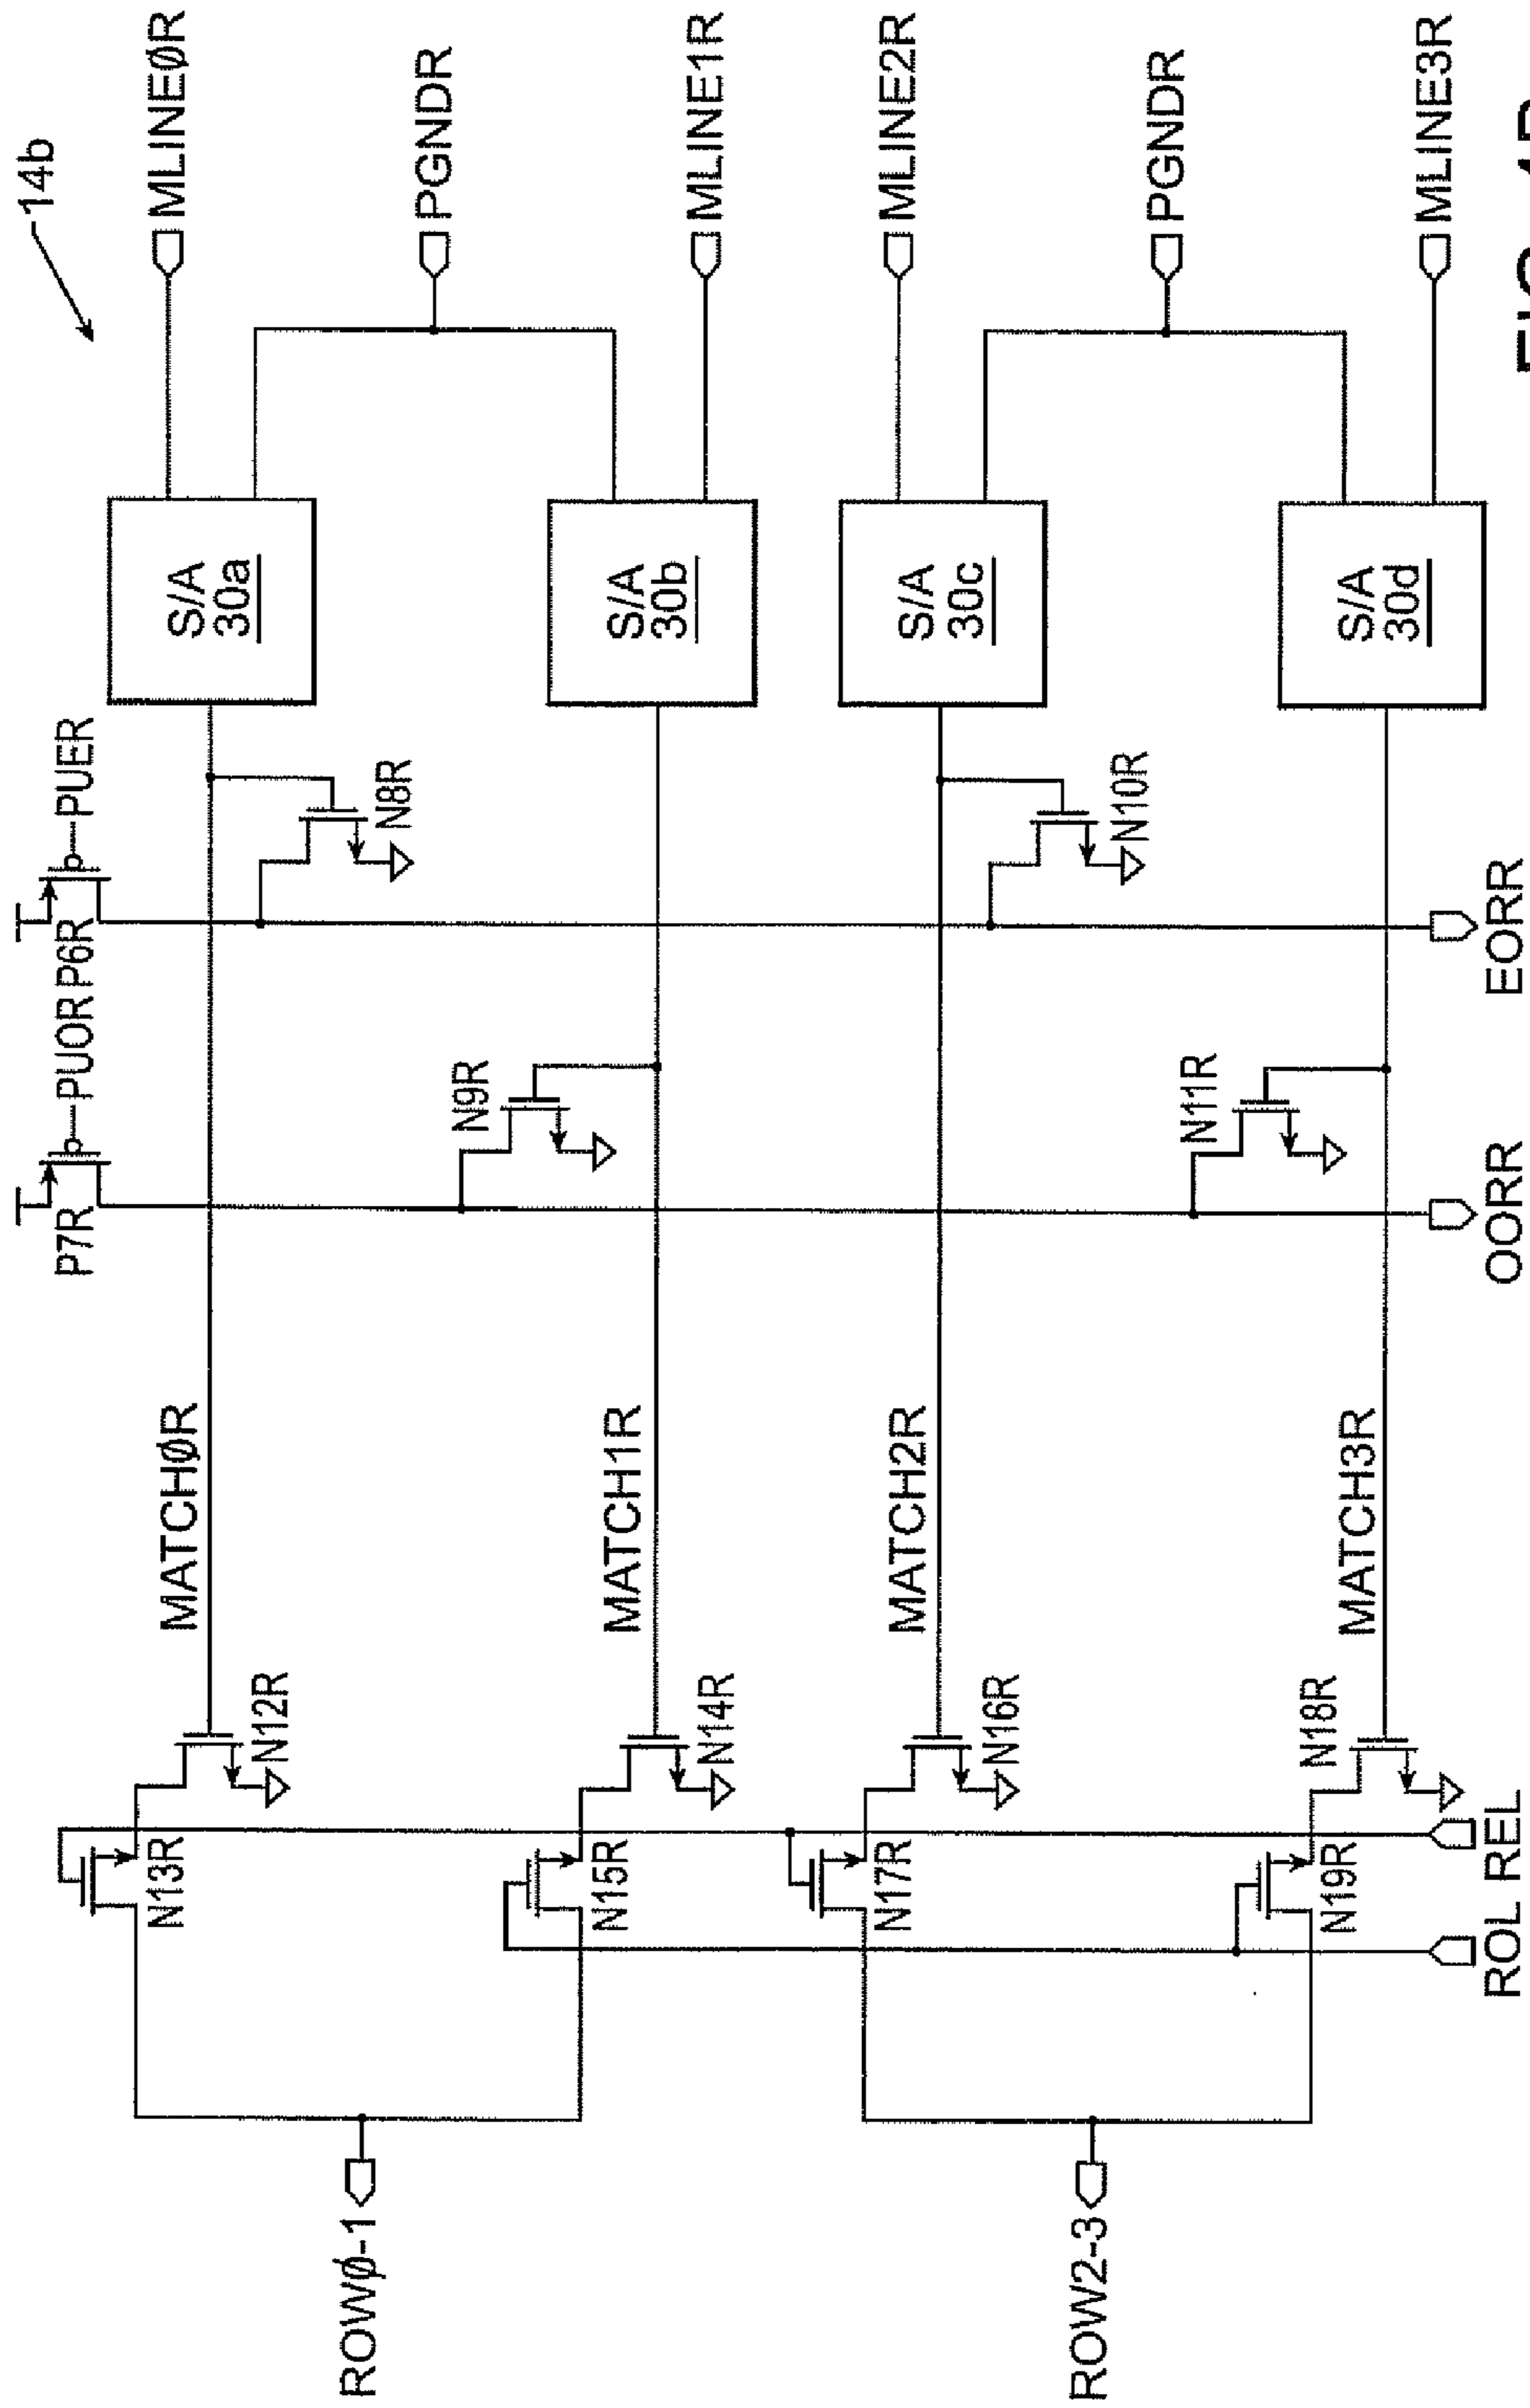 14b
MLINEØR
PGNDR
MLINE1R
MLINE2R
PGNDR
MLINE3R
S/A
30a
S/A
30b
S/A
30c
S/A
30d
PUER
P6R
PUOR
P7R
N8R
N9R
N10R
N11R
EORR
OORR
MATCHØR
MATCH1R
MATCH2R
MATCH3R
N12R
N13R
N14R
N15R
N16R
N17R
N18R
N19R
REL
ROL
ROWØ-1
ROW2-3